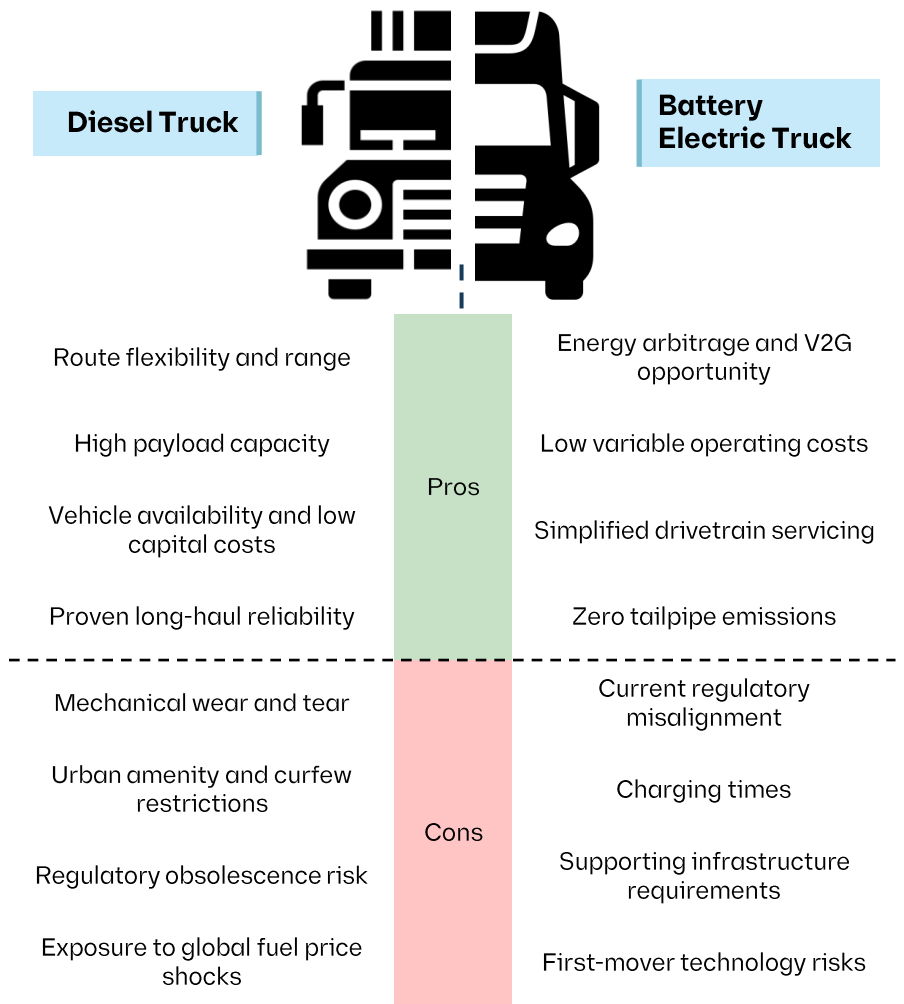 Diesel Truck
Battery
Electric Truck
Pros
Route flexibility and range
Energy arbitrage and V2G
opportunity
High payload capacity
Low variable operating costs
Vehicle availability and low
capital costs
Simplified drivetrain servicing
Proven long-haul reliability
Zero tailpipe emissions
Cons
Mechanical wear and tear
Current regulatory
misalignment
Urban amenity and curfew
restrictions
Charging times
Regulatory obsolescence risk
Supporting infrastructure
requirements
Exposure to global fuel price
shocks
First-mover technology risks